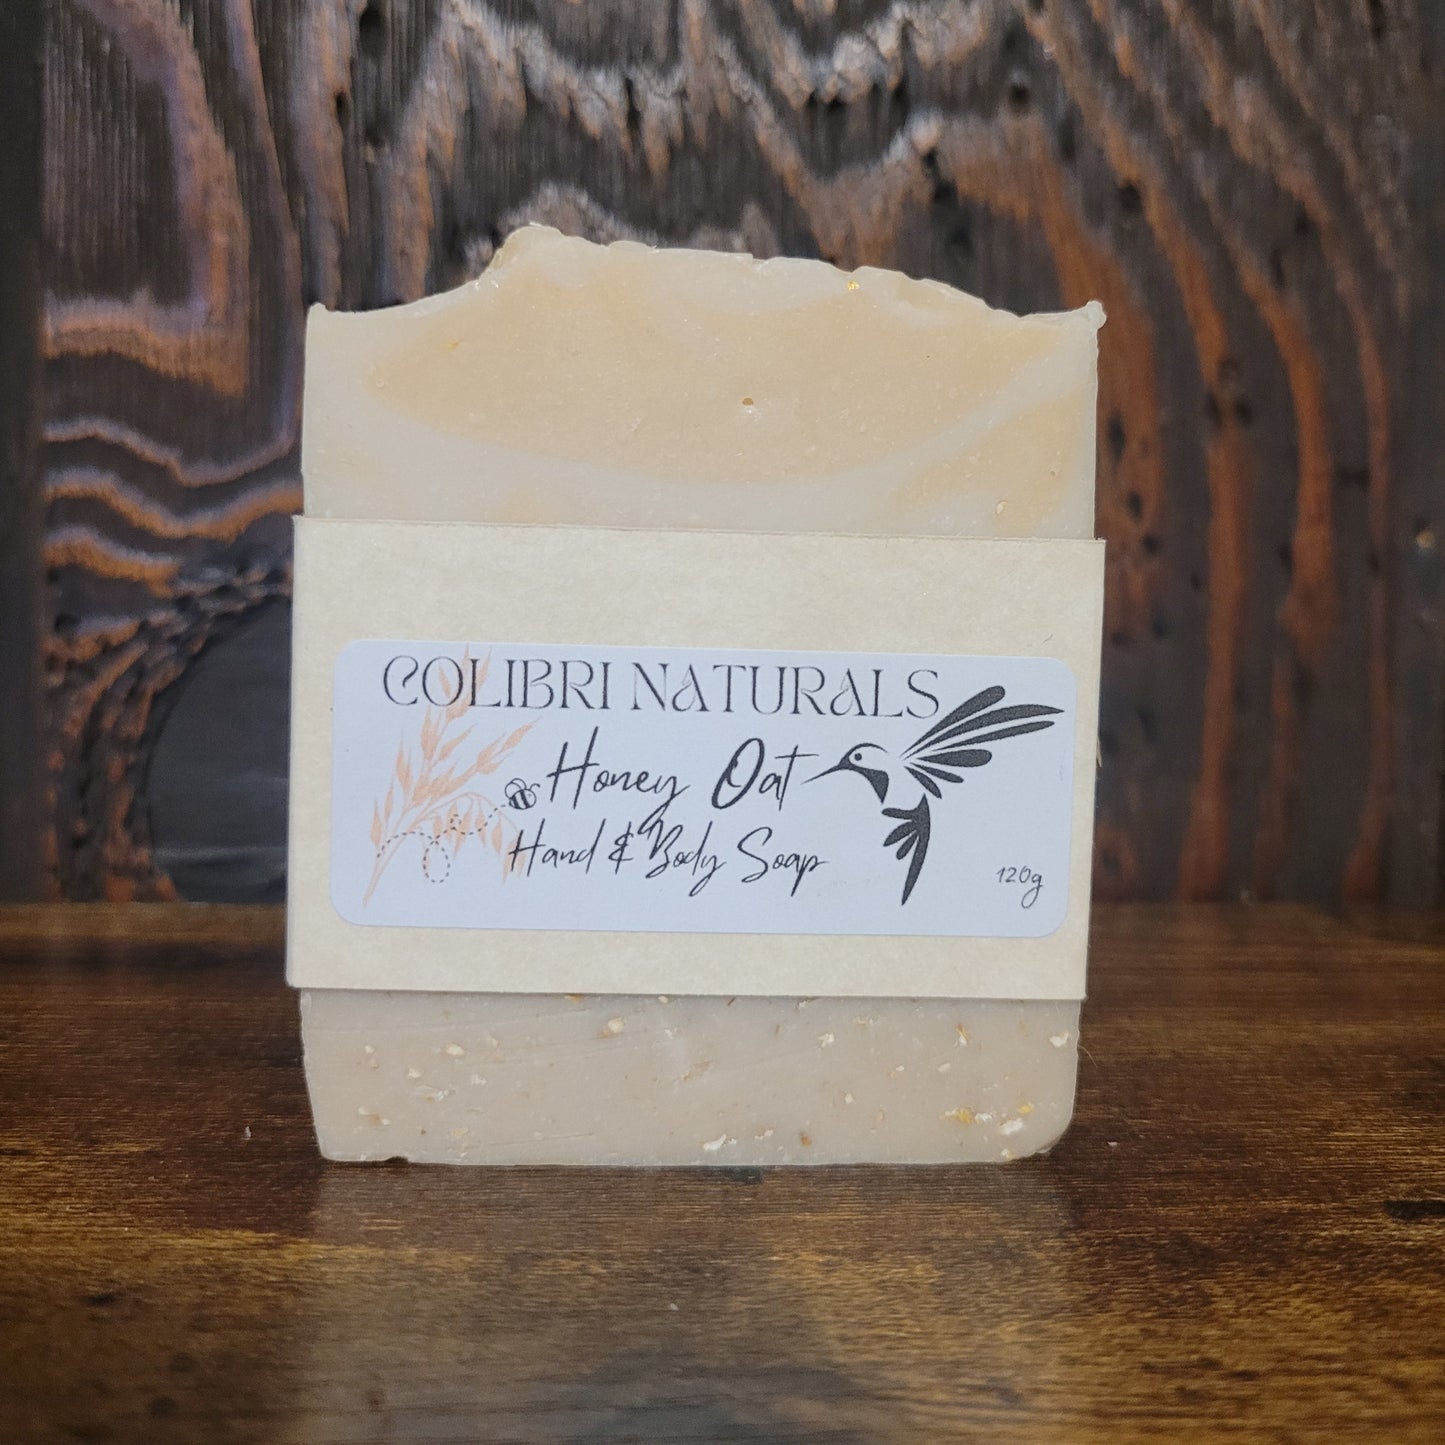 COLIBRI NATURALS
Honey Oat
Hand & Body Soap
120g